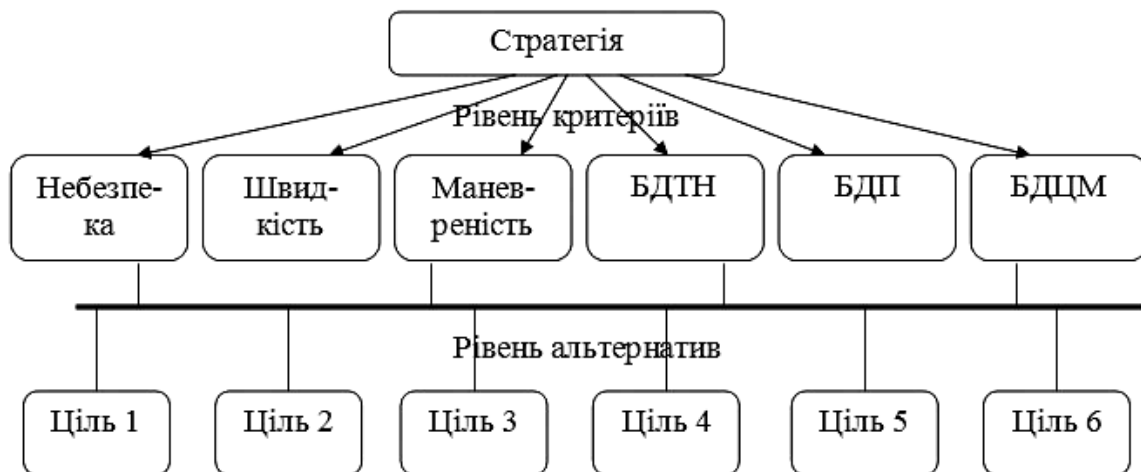 Стратегія
Рівень критеріїв
Небезпе-
ка
Швид-
кість
Манев-
реність
БДТН
БДП
БДЦМ
Рівень альтернатив
Ціль 1
Ціль 2
Ціль 3
Ціль 4
Ціль 5
Ціль 6